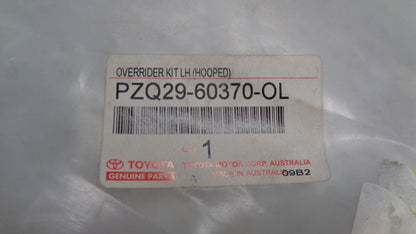 OVERRIDER KIT LH (HOOPED)
PZQ29-60370-OL
1
TOYOTA TOYOTA MOTOR CORP. AUSTRALIA
GENUINE PARTS A MADE IN AUSTRALIA 09B2